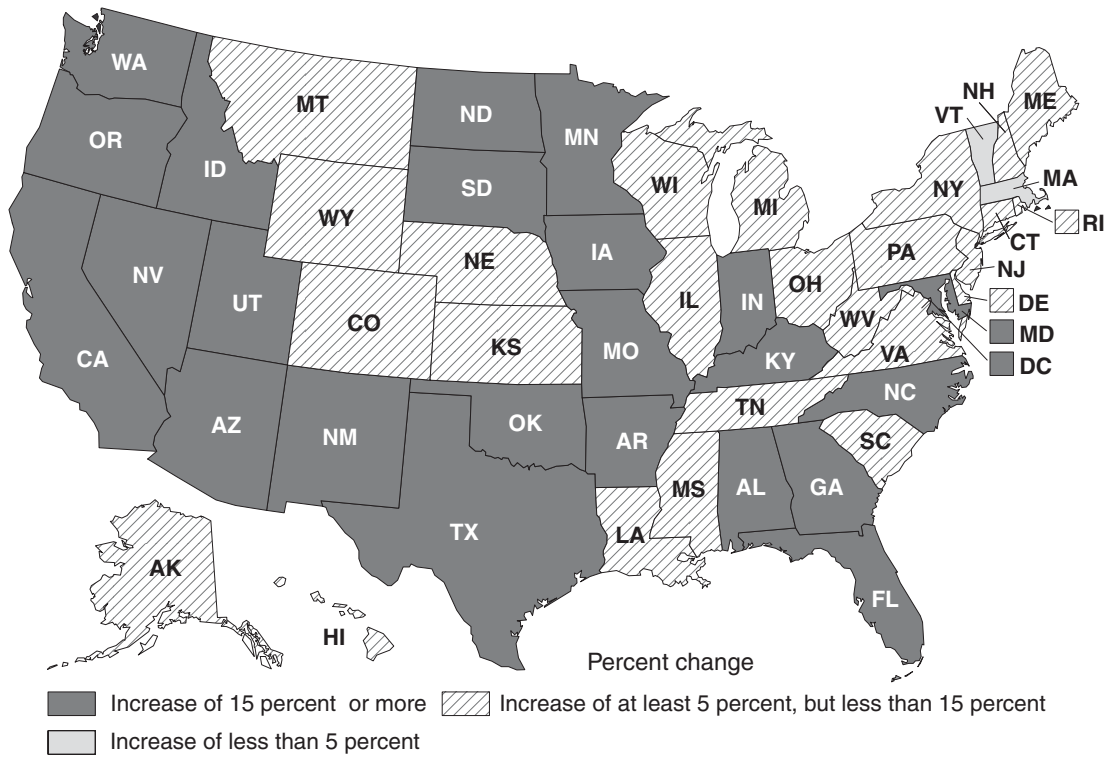 WA
MT
ND
MN
OR
ID
SD
WI
MI
NH
ME
VT
MA
NY
RI
WY
CT
NE
IA
PA
NJ
NV
UT
CO
IL
IN
OH
DE
WV
MD
KS
MO
KY
VA
DC
CA
TN
NC
AZ
NM
OK
AR
SC
MS
AL
GA
TX
LA
AK
FL
HI
Percent change
Increase of 15 percent or more
Increase of at least 5 percent, but less than 15 percent
Increase of less than 5 percent